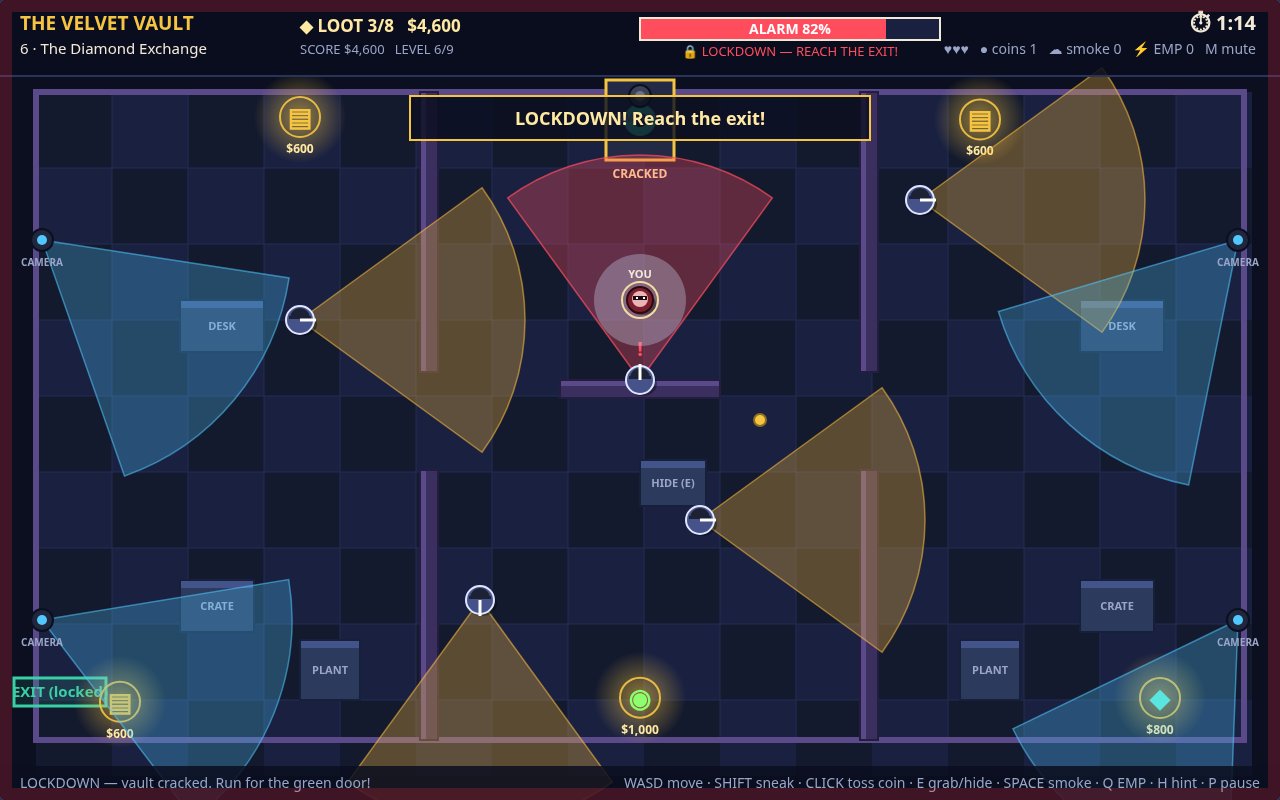 THE VELVET VAULT
6 · The Diamond Exchange
◆ LOOT 3/8 $4,600
SCORE $4,600 LEVEL 6/9
ALARM 82%
🔒 LOCKDOWN — REACH THE EXIT!
⏱ 1:14
♥♥♥ ● coins 1 ☁ smoke 0 ⚡ EMP 0 M mute
LOCKDOWN! Reach the exit!
$600
$600
CRACKED
CAMERA
CAMERA
YOU
DESK
DESK
!
HIDE (E)
CRATE
CRATE
CAMERA
CAMERA
PLANT
PLANT
EXIT (locked
$600
$1,000
$800
LOCKDOWN — vault cracked. Run for the green door!
WASD move · SHIFT sneak · CLICK toss coin · E grab/hide · SPACE smoke · Q EMP · H hint · P pause